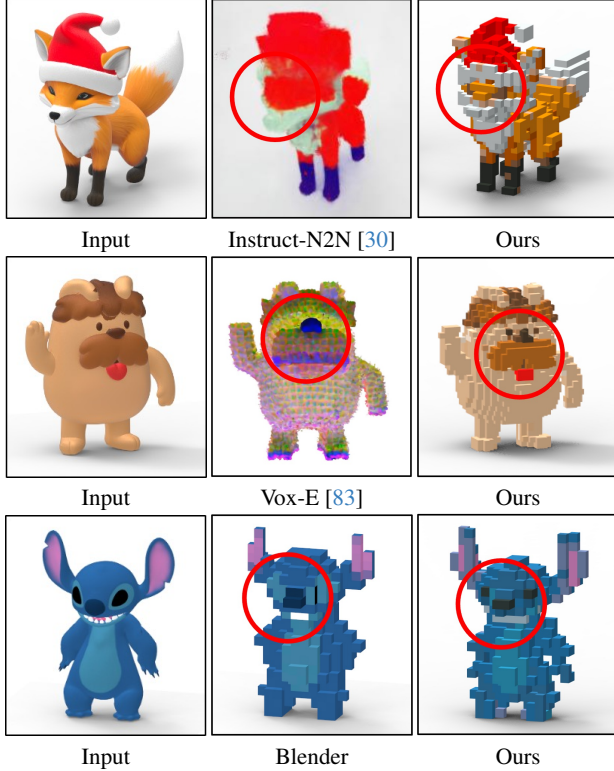 Input Instruct-N2N [30] Ours
Input Vox-E [83] Ours
Input Blender Ours